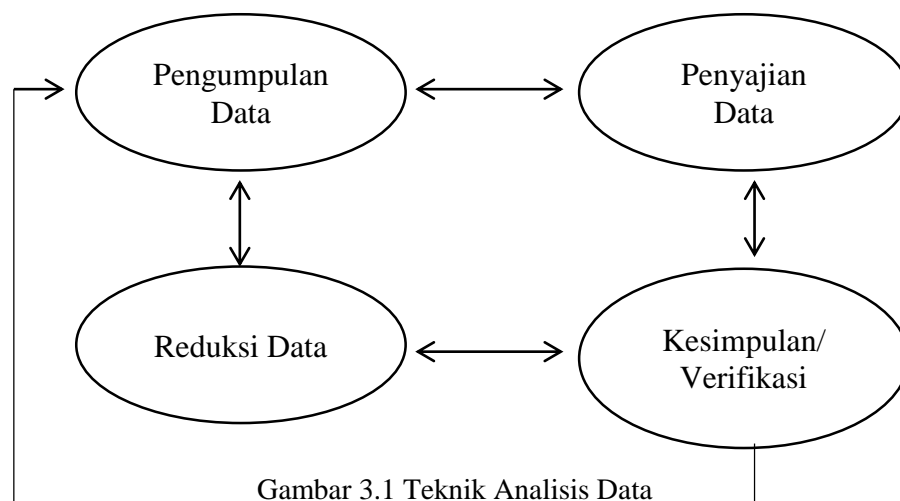 Pengumpulan
Data
Penyajian
Data
Reduksi Data
Kesimpulan/
Verifikasi
Gambar 3.1 Teknik Analisis Data